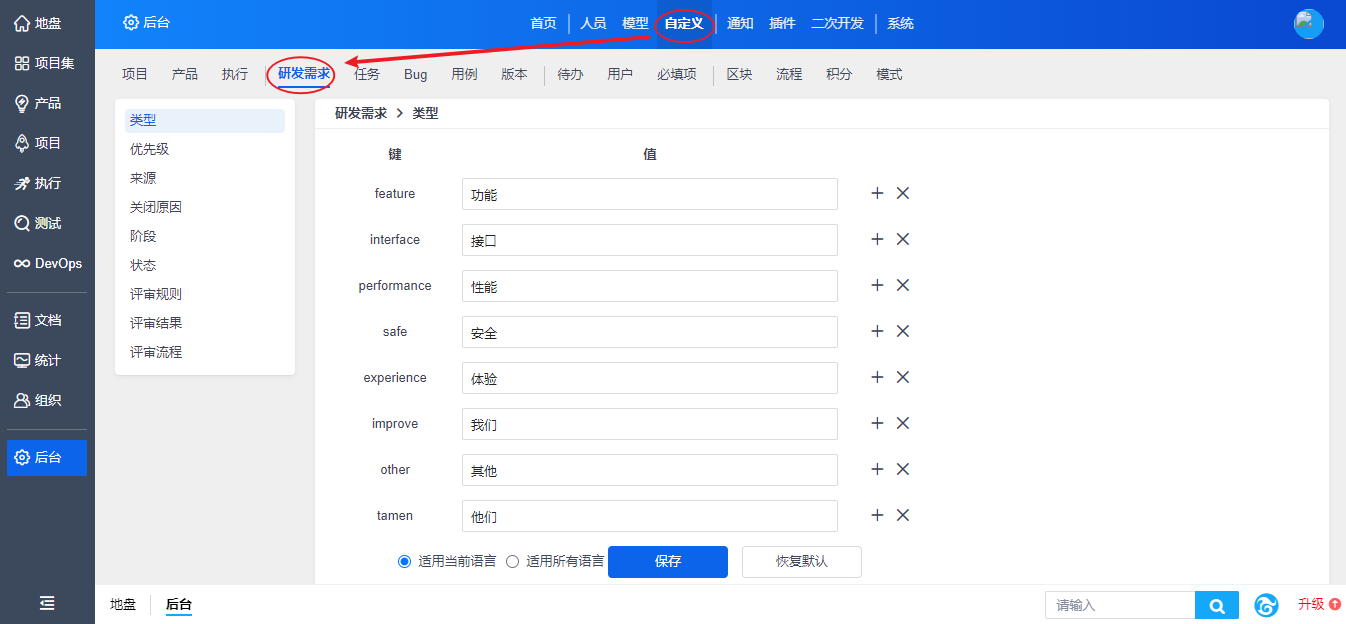 地盘
项目集
产品
项目
执行
测试
DevOps
文档
统计
组织
后台
后台
首页 人员 模型 自定义 通知 插件 二次开发 系统
项目 产品 执行 研发需求 任务 Bug 用例 版本 待办 用户 必填项 区块 流程 积分 模式
类型
优先级
来源
关闭原因
阶段
状态
评审规则
评审结果
评审流程
研发需求 > 类型
键 值
feature 功能
interface 接口
performance 性能
safe 安全
experience 体验
improve 我们
other 其他
tamen 他们
适用当前语言 适用所有语言 保存 恢复默认
地盘 后台 请输入 升级